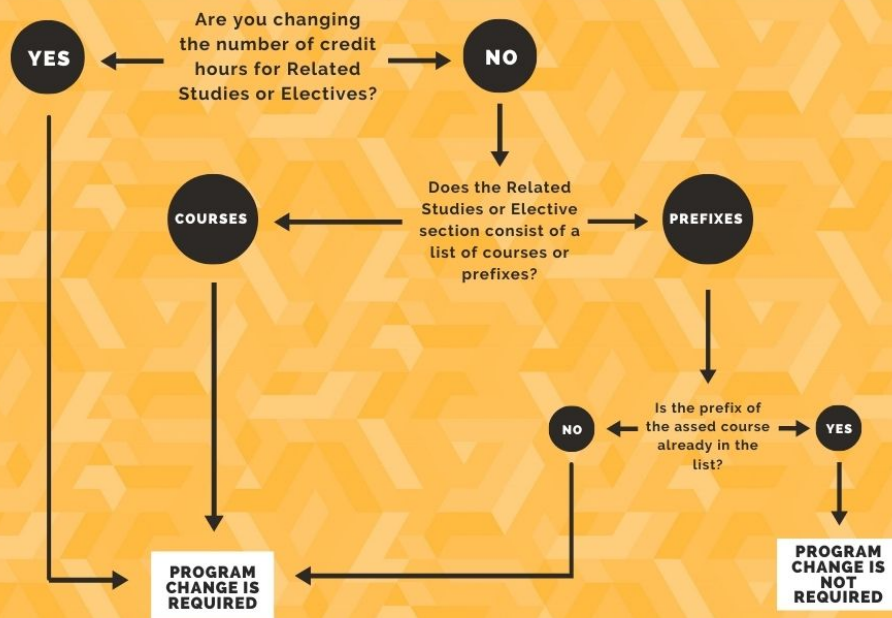 Are you changing
the number of credit
hours for Related
Studies or Electives?
YES
NO
Does the Related
Studies or Elective
section consist of a
list of courses or
prefixes?
COURSES
PREFIXES
Is the prefix of
the assed course
already in the
list?
NO
YES
PROGRAM
CHANGE IS
REQUIRED
PROGRAM
CHANGE IS
NOT
REQUIRED